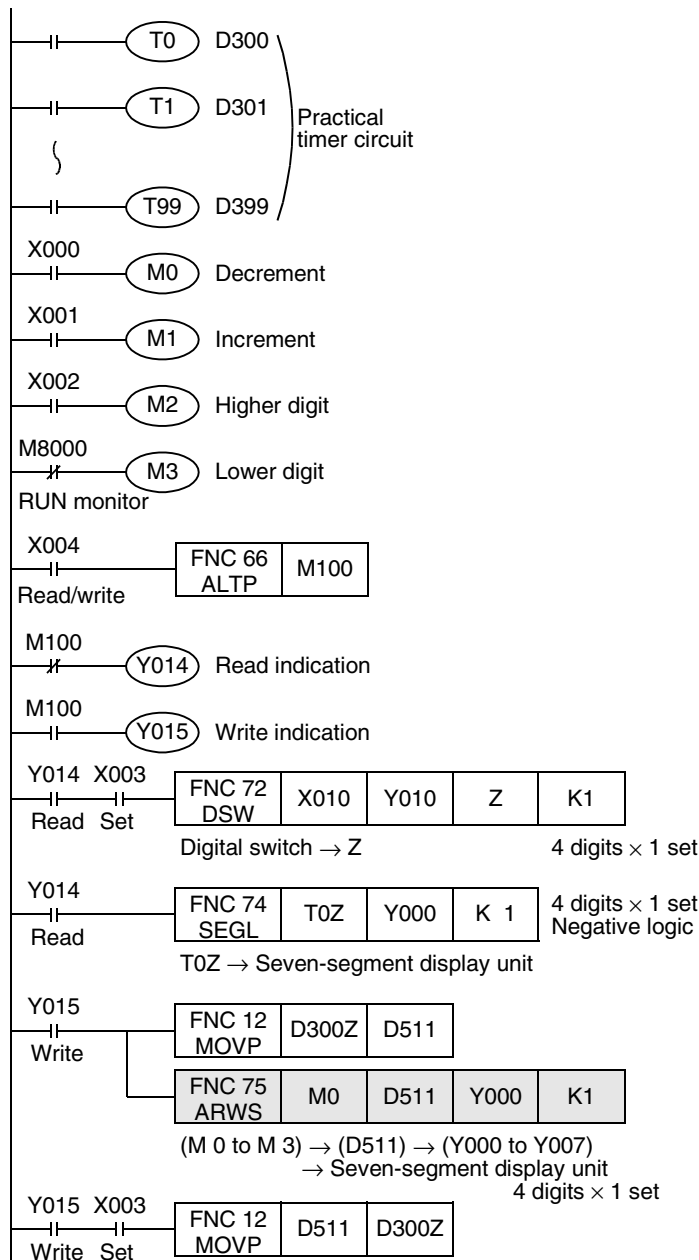 T0 D300
T1 D301
Practical
timer circuit
T99 D399
X000
M0 Decrement
X001
M1 Increment
X002
M2 Higher digit
M8000
M3 Lower digit
RUN monitor
X004
FNC 66
ALTP M100
Read/write
M100
Y014 Read indication
M100
Y015 Write indication
Y014 X003
FNC 72
DSW X010 Y010 Z K1
Read Set
Digital switch → Z 4 digits × 1 set
Y014
FNC 74
SEGL T0Z Y000 K 1
4 digits × 1 set
Negative logic
Read
T0Z → Seven-segment display unit
Y015
FNC 12
MOVP D300Z D511
Write
FNC 75
ARWS M0 D511 Y000 K1
(M 0 to M 3) → (D511) → (Y000 to Y007)
→ Seven-segment display unit
4 digits × 1 set
Y015 X003
FNC 12
MOVP D511 D300Z
Write Set